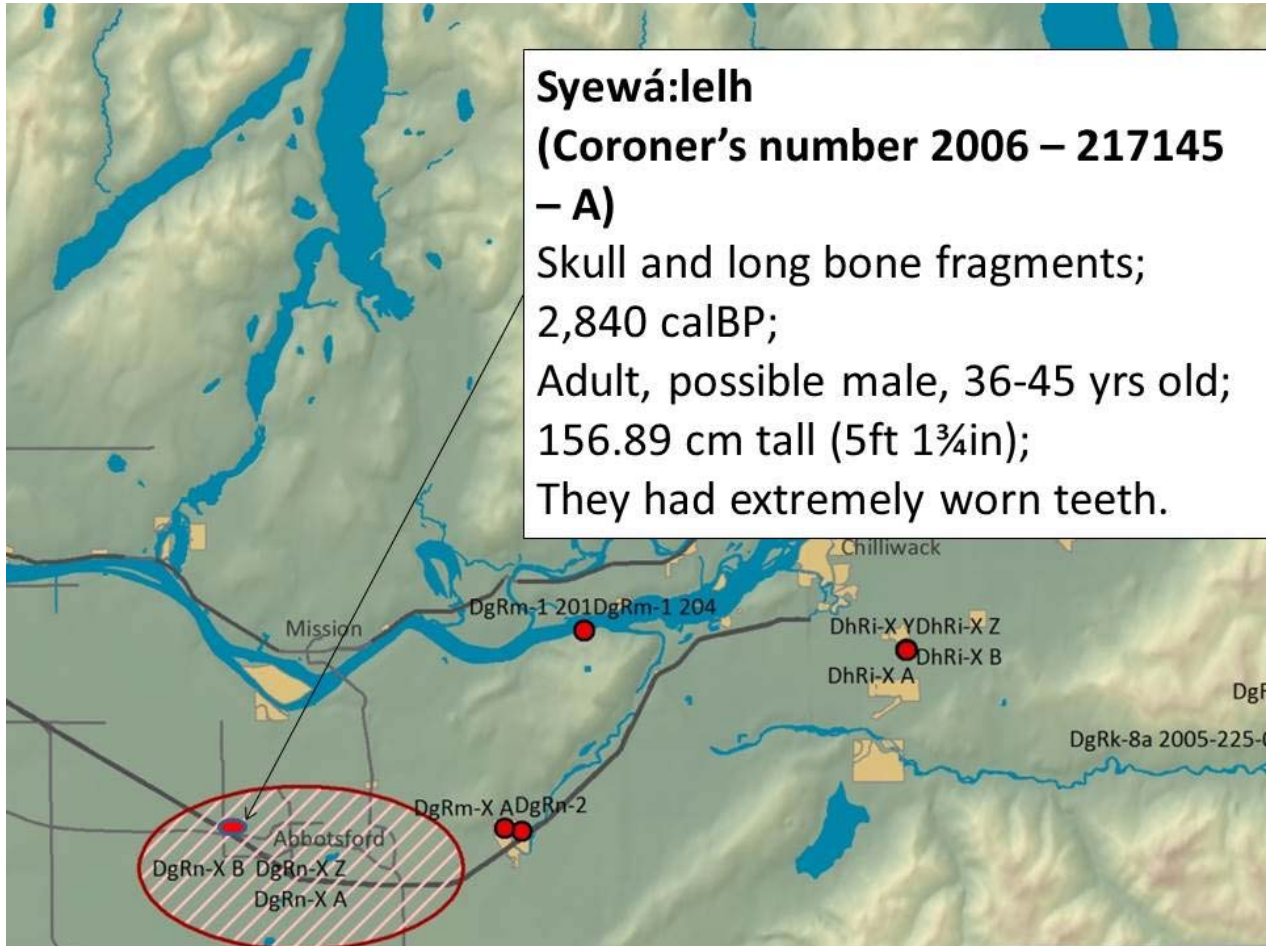 Syewá:lelh
(Coroner's number 2006 – 217145
– A)
Skull and long bone fragments;
2,840 calBP;
Adult, possible male, 36-45 yrs old;
156.89 cm tall (5ft 1¾in);
They had extremely worn teeth.
Chilliwack
DgRm-1 201DgRm-1 204
Mission
DhRi-X YDhRi-X Z
DhRi-X B
DhRi-X A
DgR
DgRk-8a 2005-225-
DgRm-X ADgRn-2
Abbotsford
DgRn-X B DgRn-X Z
DgRn-X A